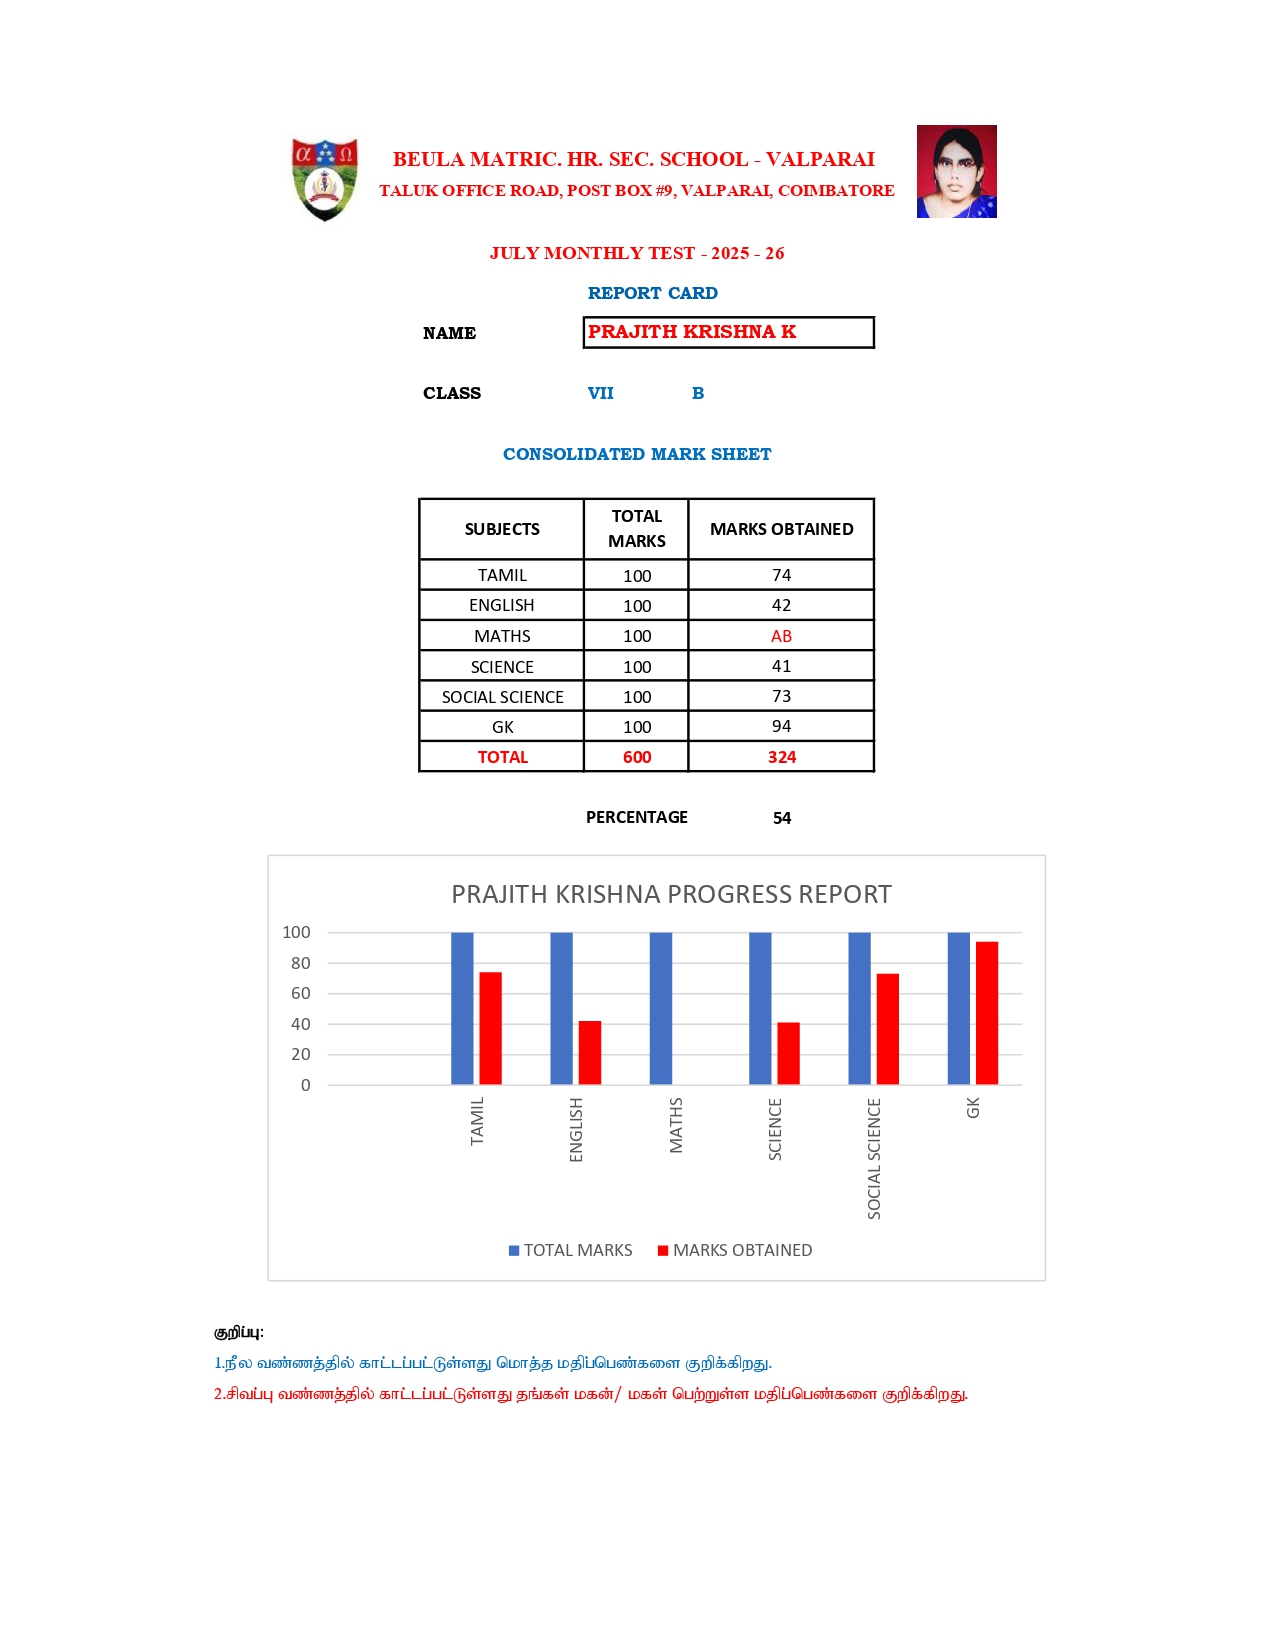 α Ω
BEULA MATRIC. HR. SEC. SCHOOL - VALPARAI
TALUK OFFICE ROAD, POST BOX #9, VALPARAI, COIMBATORE
JULY MONTHLY TEST - 2025 - 26
REPORT CARD
NAME PRAJITH KRISHNA K
CLASS VII B
CONSOLIDATED MARK SHEET
SUBJECTS TOTAL MARKS MARKS OBTAINED
TAMIL 100 74
ENGLISH 100 42
MATHS 100 AB
SCIENCE 100 41
SOCIAL SCIENCE 100 73
GK 100 94
TOTAL 600 324
PERCENTAGE 54
PRAJITH KRISHNA PROGRESS REPORT
100
80
60
40
20
0
TAMIL ENGLISH MATHS SCIENCE SOCIAL SCIENCE GK
TOTAL MARKS MARKS OBTAINED
குறிப்பு:
1.நீல வண்ணத்தில் காட்டப்பட்டுள்ளது மொத்த மதிப்பெண்களை குறிக்கிறது.
2.சிவப்பு வண்ணத்தில் காட்டப்பட்டுள்ளது தங்கள் மகன்/ மகள் பெற்றுள்ள மதிப்பெண்களை குறிக்கிறது.